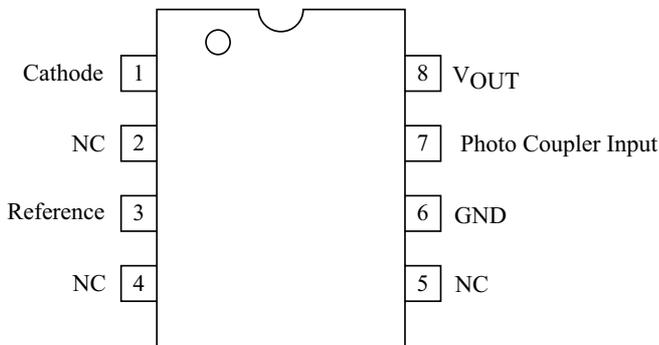 Cathode 1 8 VOUT
NC 2 7 Photo Coupler Input
Reference 3 6 GND
NC 4 5 NC